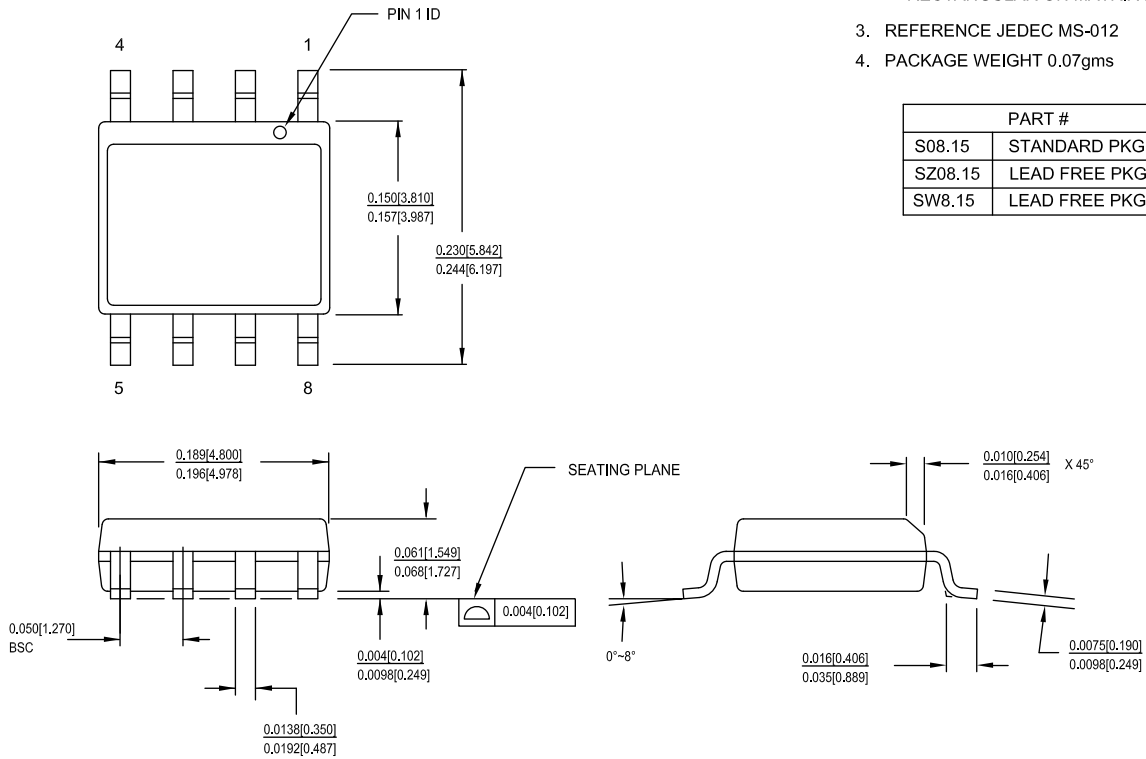 PIN 1 ID
4 1
3. REFERENCE JEDEC MS-012
4. PACKAGE WEIGHT 0.07gms
PART #
S08.15 STANDARD PKG
SZ08.15 LEAD FREE PKG
SW8.15 LEAD FREE PKG
0.150[3.810]
0.157[3.987]
0.230[5.842]
0.244[6.197]
5 8
0.189[4.800]
0.196[4.978]
SEATING PLANE
0.010[0.254]
0.016[0.406]
X 45°
0.061[1.549]
0.068[1.727]
0.004[0.102]
0.050[1.270]
BSC
0.004[0.102]
0.0098[0.249]
0°~8°
0.016[0.406]
0.035[0.889]
0.0075[0.190]
0.0098[0.249]
0.0138[0.350]
0.0192[0.487]